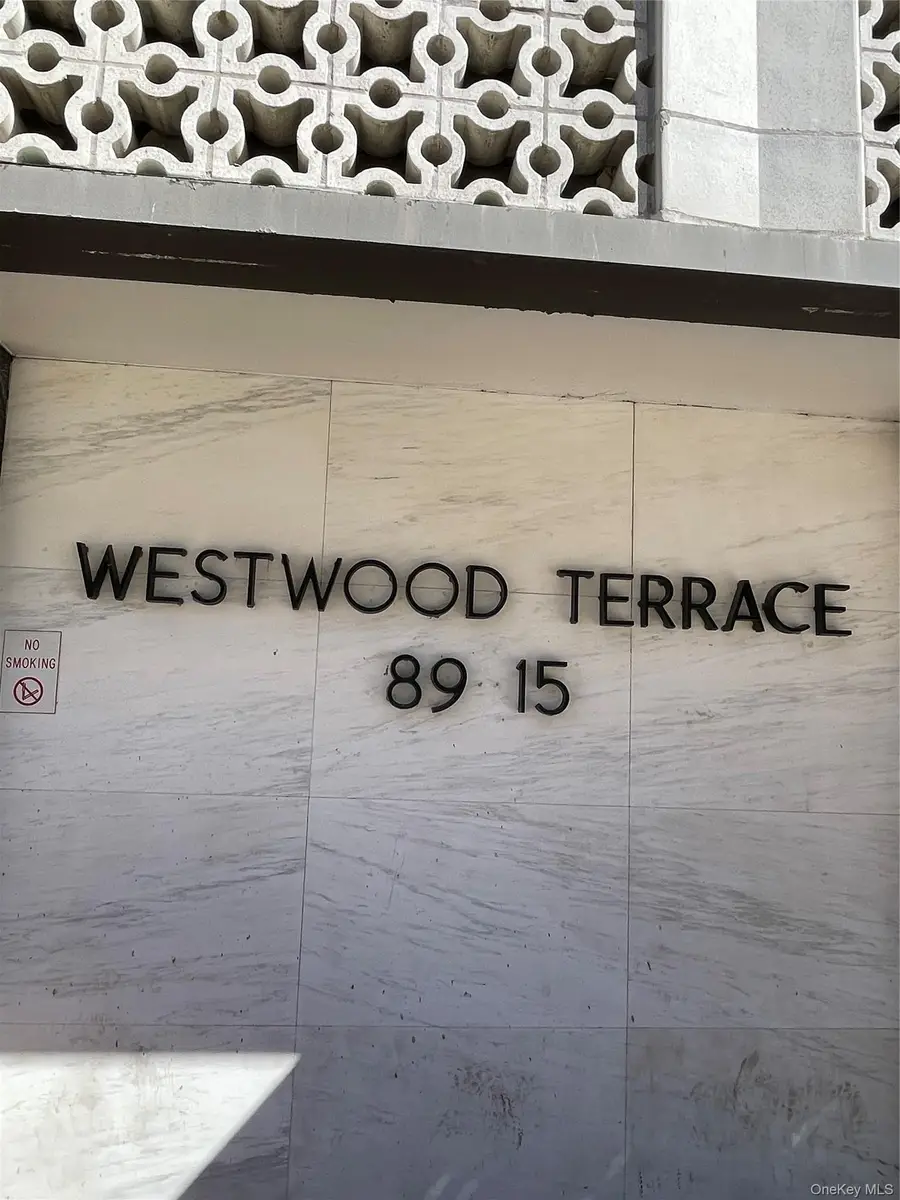 WESTWOOD TERRACE
89 15
NO
SMOKING
OneKey MLS